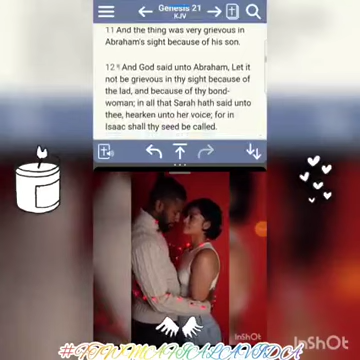 Genesis 21
KJV
11 And the thing was very grievous in
Abraham's sight because of his son.
12 ¶ And God said unto Abraham, Let it
not be grievous in thy sight because of
the lad, and because of thy bond-
woman; in all that Sarah hath said unto
thee, hearken unto her voice; for in
Isaac shall thy seed be called.
InShOt
InShOt